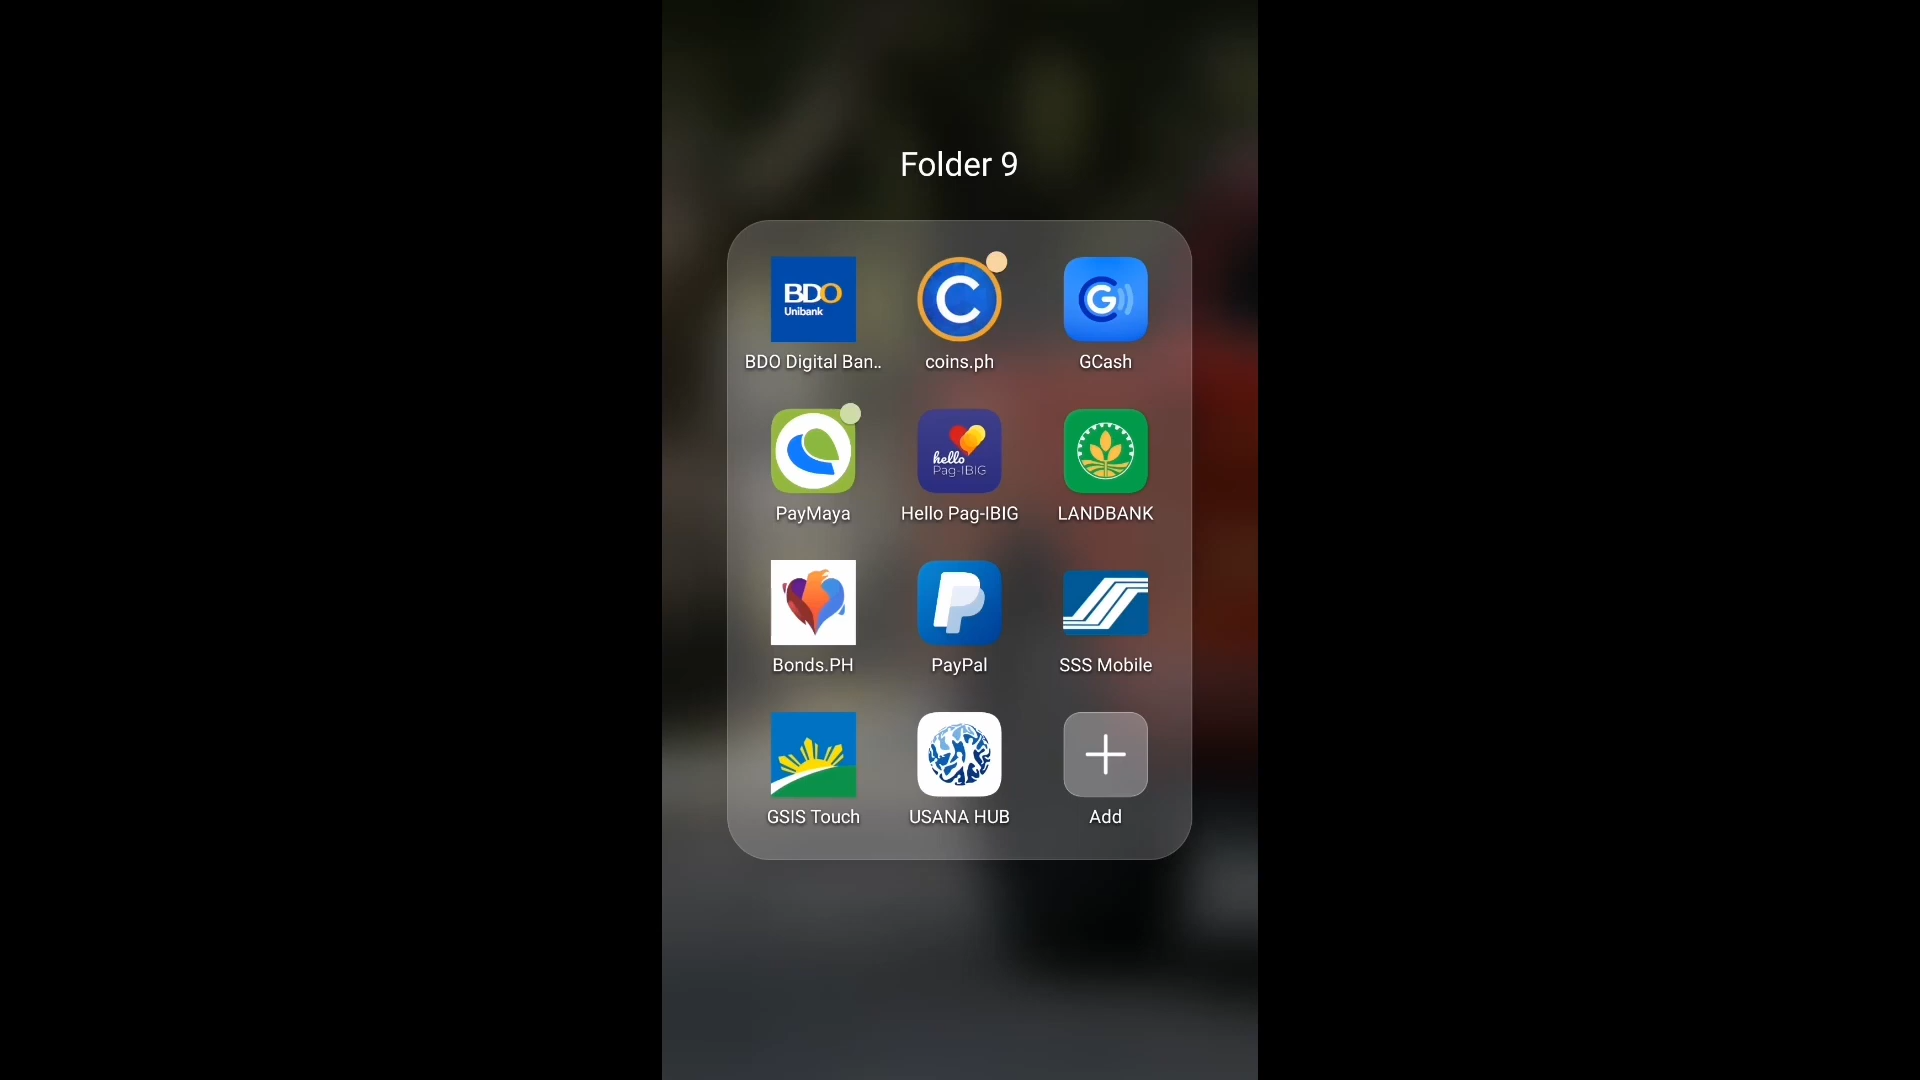 Folder 9
BDO
Unibank
BDO Digital Ban..
coins.ph
GCash
PayMaya
hello
Pag-IBIG
Hello Pag-IBIG
LANDBANK
Bonds.PH
PayPal
SSS Mobile
GSIS Touch
USANA HUB
Add